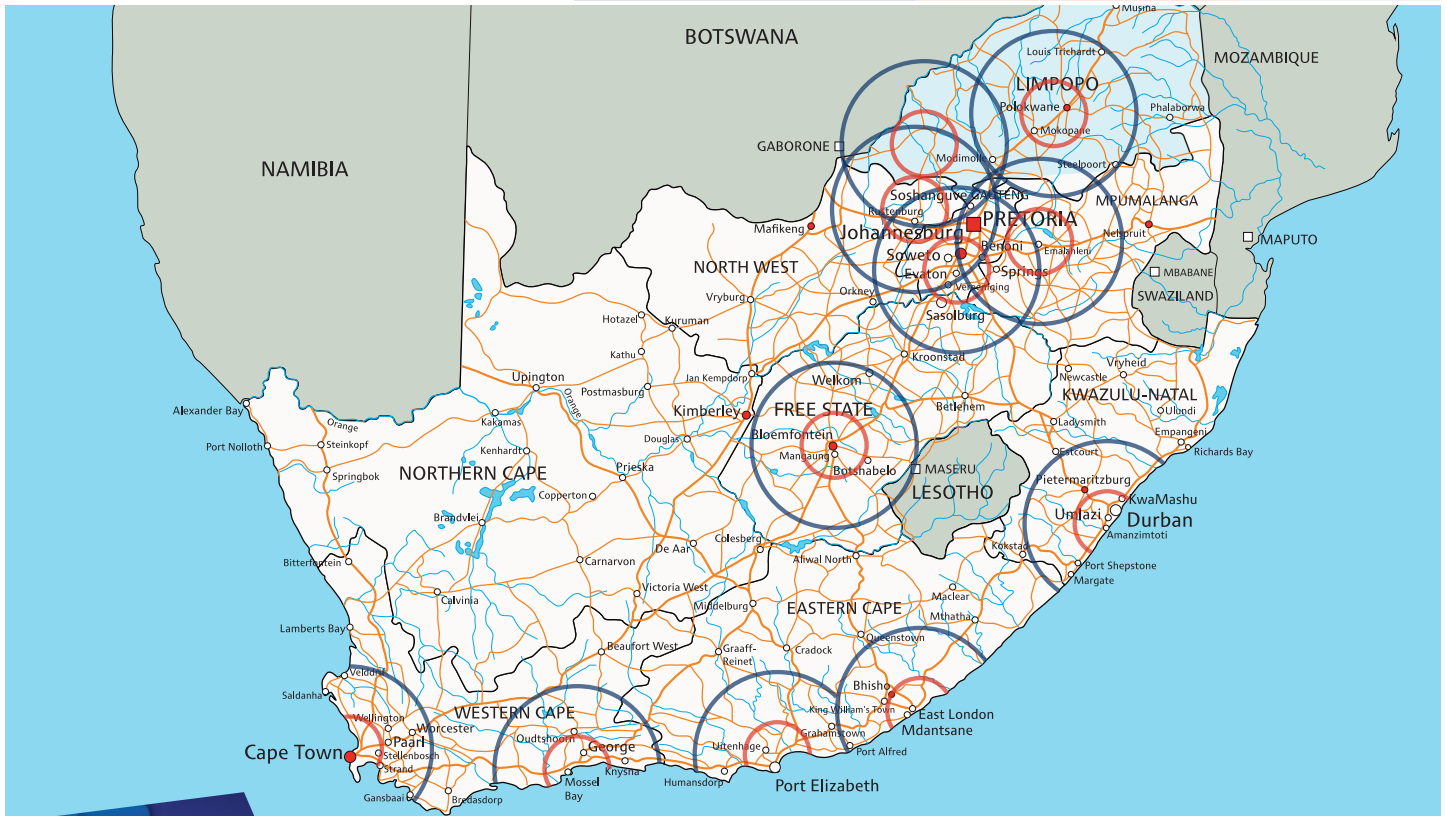 Musina
BOTSWANA
Louis Trichardt
MOZAMBIQUE
LIMPOPO
Polokwane
Phalaborwa
Mokopane
GABORONE
Modimolle
Steelpoort
NAMIBIA
Soshanguve
GAUTENG
MPUMALANGA
Rustenburg
PRETORIA
Mafikeng
Johannesburg
Nelspruit
MAPUTO
Benoni
Emalahleni
Soweto
NORTH WEST
Evaton
Springs
MBABANE
Vereeniging
Orkney
SWAZILAND
Vryburg
Sasolburg
Hotazel
Kuruman
Kathu
Kroonstad
Vryheid
Jan Kempdorp
Welkom
Newcastle
Upington
Postmasburg
KWAZULU-NATAL
Orange
Betlehem
Alexander Bay
Kimberley
FREE STATE
Ulundi
Kakamas
Ladysmith
Orange
Bloemfontein
Empangeni
Port Nolloth
Steinkopf
Douglas
Kenhardt
Mangaung
Estcourt
Richards Bay
Botshabelo
MASERU
Springbok
NORTHERN CAPE
Prieska
Pietermaritzburg
LESOTHO
Copperton
KwaMashu
Umlazi
Durban
Brandvlei
Amanzimtoti
Colesberg
De Aar
Kokstad
Bitterfontein
Carnarvon
Aliwal North
Port Shepstone
Margate
Victoria West
Maclear
Calvinia
Middelburg
EASTERN CAPE
Mthatha
Lamberts Bay
Queenstown
Beaufort West
Graaff-
Reinet
Cradock
Velddrif
Bhisho
Saldanha
King William's Town
WESTERN CAPE
East London
Wellington
Worcester
Mdantsane
Oudtshoorn
Grahamstown
Paarl
George
Uitenhage
Port Alfred
Cape Town
Stellenbosch
Strand
Knysna
Mossel
Bay
Humansdorp
Port Elizabeth
Gansbaai
Bredasdorp